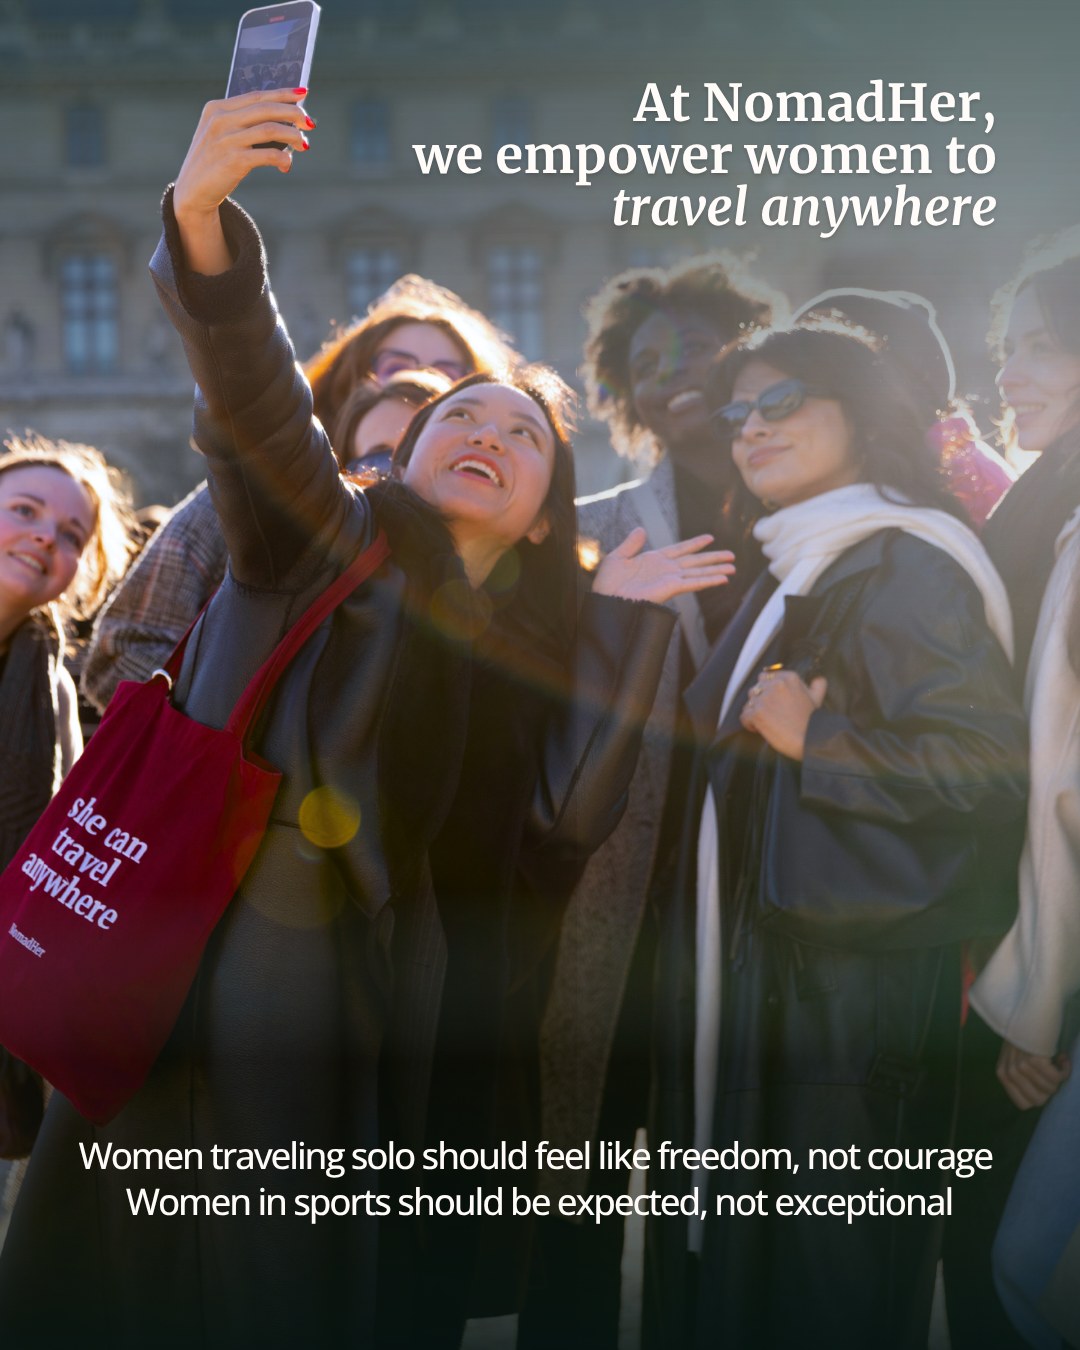 At NomadHer,
we empower women to
travel anywhere
she can
travel
anywhere
NomadHer
Women traveling solo should feel like freedom, not courage
Women in sports should be expected, not exceptional